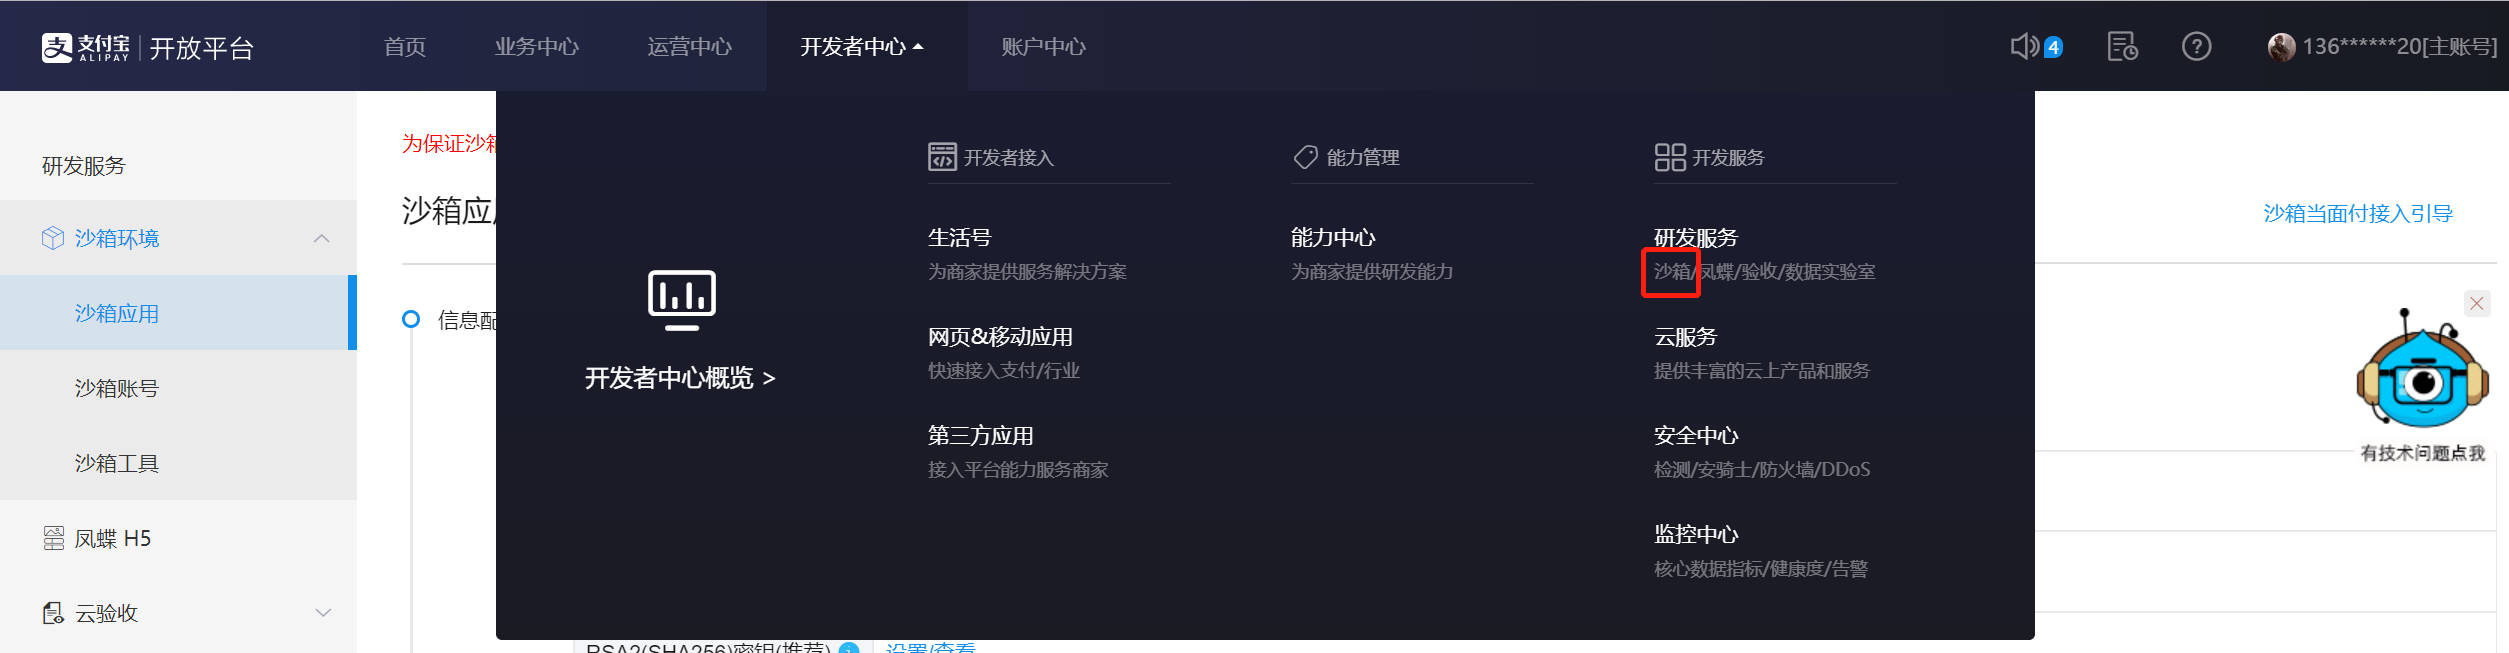 支付宝 ALIPAY 开放平台 首页 业务中心 运营中心 开发者中心 账户中心 4 136******20[主账号]
研发服务
沙箱环境
沙箱应用
沙箱账号
沙箱工具
凤蝶 H5
云验收
为保证沙箱
沙箱应
信息配
开发者中心概览 >
开发者接入
生活号
为商家提供服务解决方案
网页&移动应用
快速接入支付/行业
第三方应用
接入平台能力服务商家
能力管理
能力中心
为商家提供研发能力
开发服务
研发服务
沙箱/凤蝶/验收/数据实验室
云服务
提供丰富的云上产品和服务
安全中心
检测/安骑士/防火墙/DDoS
监控中心
核心数据指标/健康度/告警
沙箱当面付接入引导
有技术问题点我
RSA2(SHA256)密钥(推荐) 设置/查看